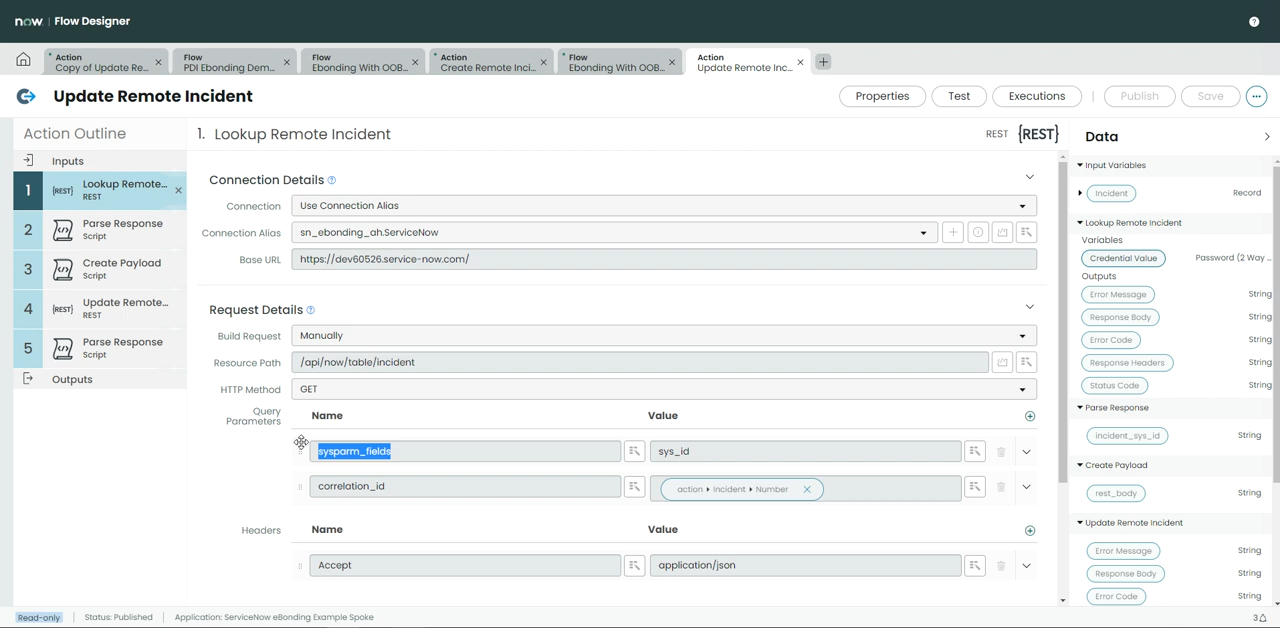 now. | Flow Designer
Action
Copy of Update Re...
Flow
PDI Ebonding Dem...
Flow
Ebonding With OOB...
Action
Create Remote Inci...
Flow
Ebonding With OOB...
Action
Update Remote Inc...
Update Remote Incident
Properties
Test
Executions
Publish
Save
Action Outline
Inputs
1
{REST}
Lookup Remote...
REST
2
Parse Response
Script
3
Create Payload
Script
4
{REST}
Update Remote...
REST
5
Parse Response
Script
Outputs
1. Lookup Remote Incident
REST {REST}
Connection Details
Connection Use Connection Alias
Connection Alias sn_ebonding_ah.ServiceNow
Base URL https://dev60526.service-now.com/
Request Details
Build Request Manually
Resource Path /api/now/table/incident
HTTP Method GET
Query
Parameters
Name Value
sysparm_fields sys_id
correlation_id action ▸ Incident ▸ Number
Headers Name Value
Accept application/json
Data
Input Variables
Incident Record
Lookup Remote Incident
Variables
Credential Value Password (2 Way ...
Outputs
Error Message String
Response Body String
Error Code String
Response Headers String
Status Code String
Parse Response
incident_sys_id String
Create Payload
rest_body String
Update Remote Incident
Error Message String
Response Body String
Error Code String
Read-only | Status: Published | Application: ServiceNow eBonding Example Spoke
3